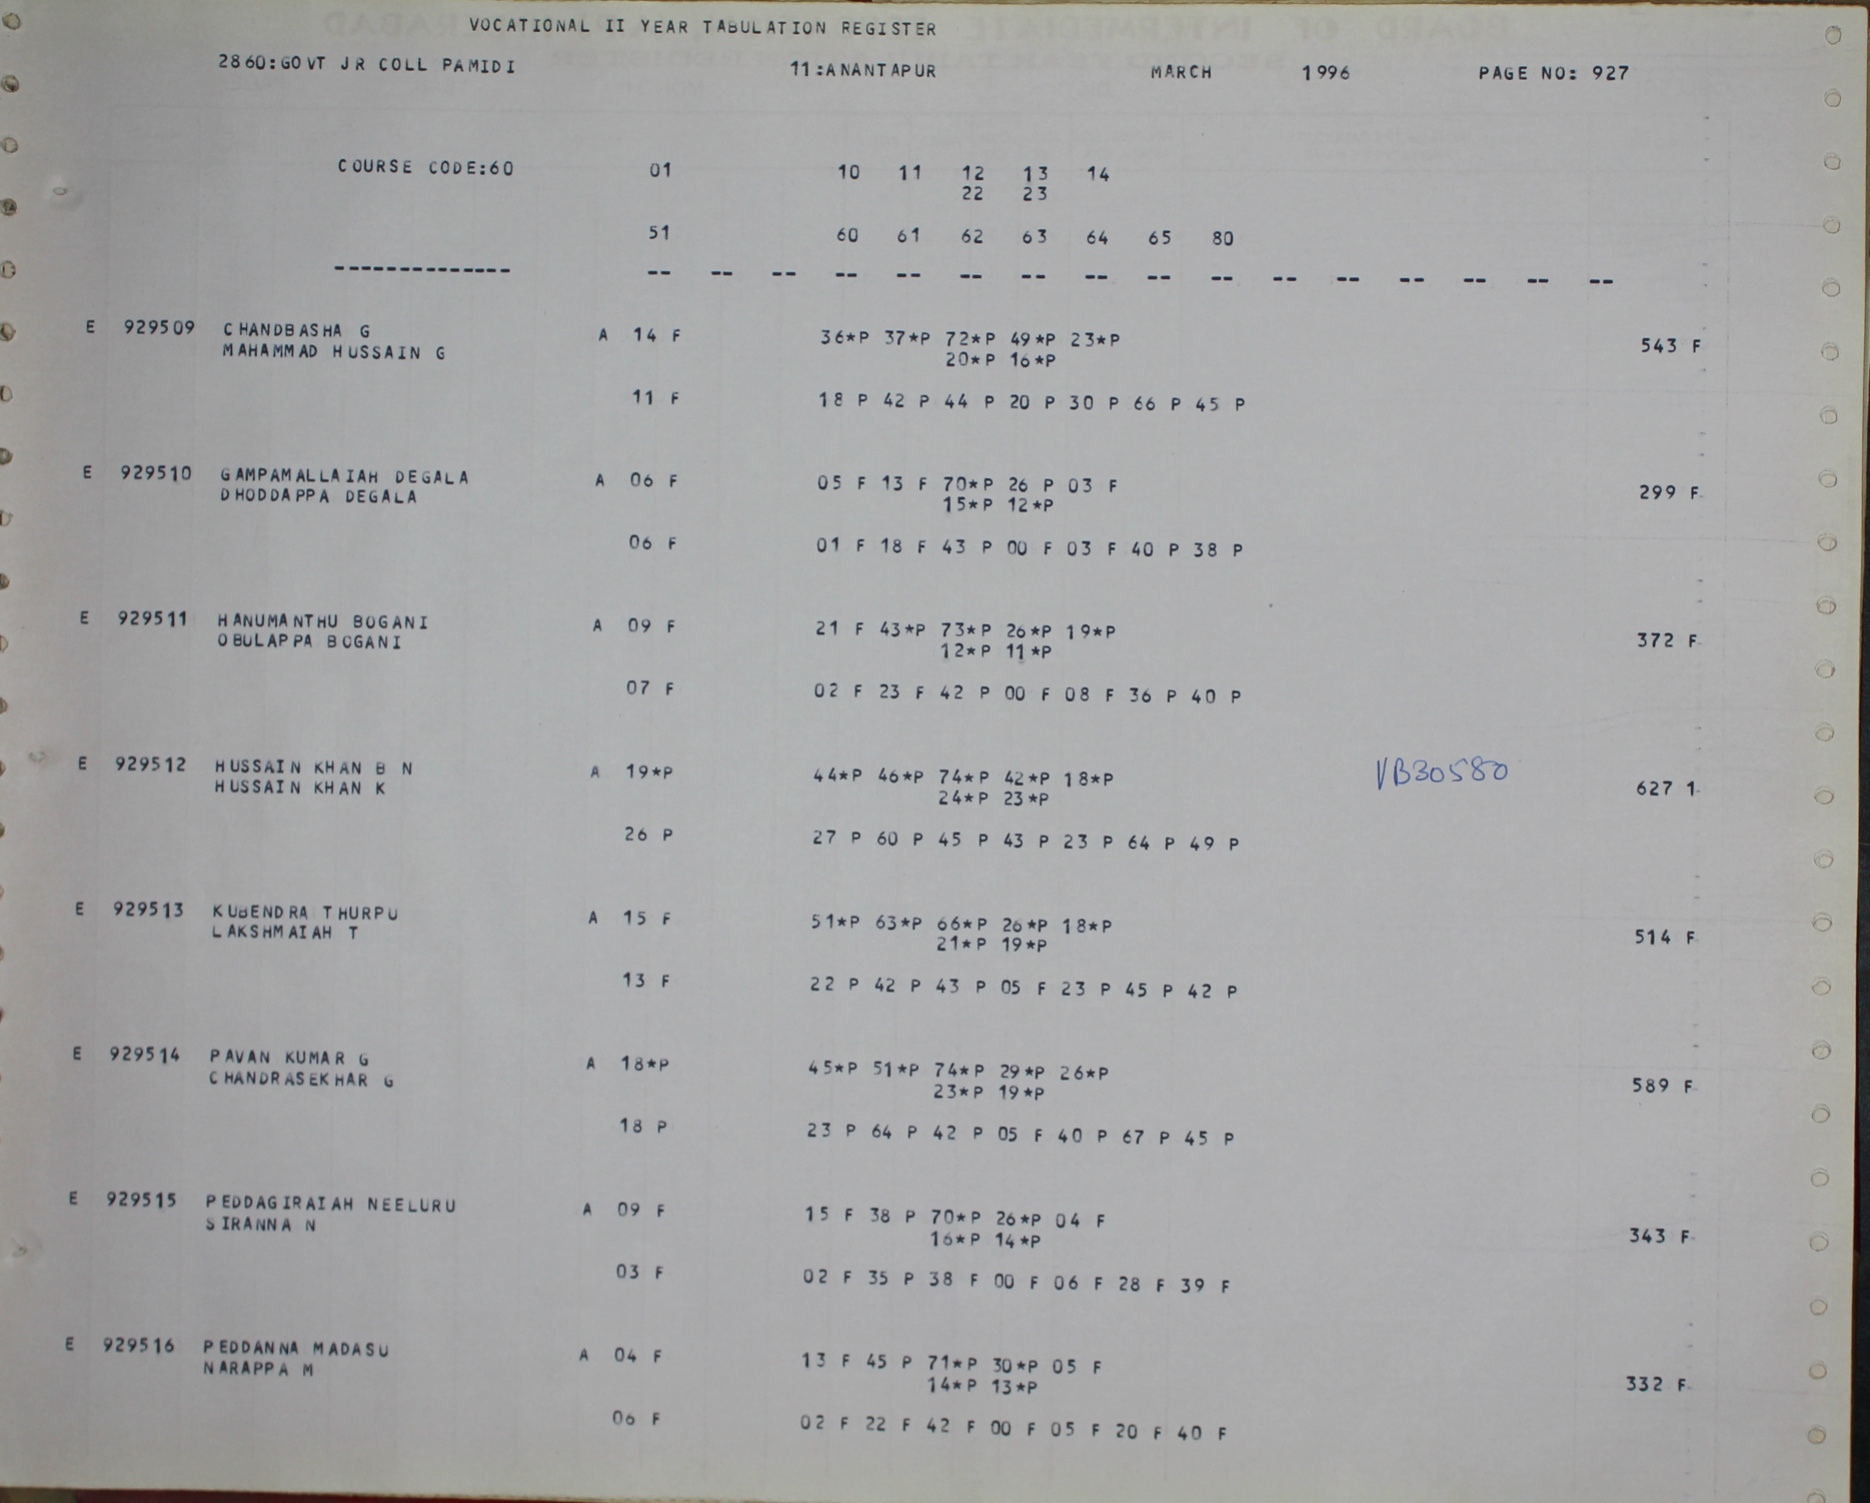 VOCATIONAL II YEAR TABULATION REGISTER
2860:GOVT JR COLL PAMIDI 11:ANANTAPUR MARCH 1996 PAGE NO: 927
COURSE CODE:60 01 10 11 12 13 14
22 23
51 60 61 62 63 64 65 80
-------------- -- -- -- -- -- -- -- -- -- -- -- -- -- -- -- --
E 929509 CHANDBASHA G A 14 F 36*P 37*P 72*P 49*P 23*P
MAHAMMAD HUSSAIN G 20*P 16*P 543 F
11 F 18 P 42 P 44 P 20 P 30 P 66 P 45 P
E 929510 GAMPAMALLAIAH DEGALA A 06 F 05 F 13 F 70*P 26 P 03 F
DHODDAPPA DEGALA 15*P 12*P 299 F
06 F 01 F 18 F 43 P 00 F 03 F 40 P 38 P
E 929511 HANUMANTHU BOGANI A 09 F 21 F 43*P 73*P 26*P 19*P
OBULAPPA BOGANI 12*P 11*P 372 F
07 F 02 F 23 F 42 P 00 F 08 F 36 P 40 P
E 929512 HUSSAIN KHAN B N A 19*P 44*P 46*P 74*P 42*P 18*P VB30580
HUSSAIN KHAN K 24*P 23*P 627 1
26 P 27 P 60 P 45 P 43 P 23 P 64 P 49 P
E 929513 KUBENDRA THURPU A 15 F 51*P 63*P 66*P 26*P 18*P
LAKSHMAIAH T 21*P 19*P 514 F
13 F 22 P 42 P 43 P 05 F 23 P 45 P 42 P
E 929514 PAVAN KUMAR G A 18*P 45*P 51*P 74*P 29*P 26*P
CHANDRASEKHAR G 23*P 19*P 589 F
18 P 23 P 64 P 42 P 05 F 40 P 67 P 45 P
E 929515 PEDDAGIRAIAH NEELURU A 09 F 15 F 38 P 70*P 26*P 04 F
SIRANNA N 16*P 14*P 343 F
03 F 02 F 35 P 38 F 00 F 06 F 28 F 39 F
E 929516 PEDDANNA MADASU A 04 F 13 F 45 P 71*P 30*P 05 F
NARAPPA M 14*P 13*P 332 F
06 F 02 F 22 F 42 F 00 F 05 F 20 F 40 F